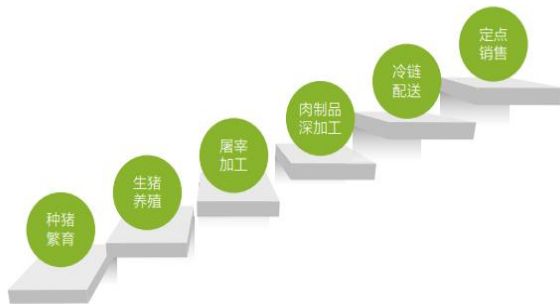 种猪
繁育
生猪
养殖
屠宰
加工
肉制品
深加工
冷链
配送
定点
销售